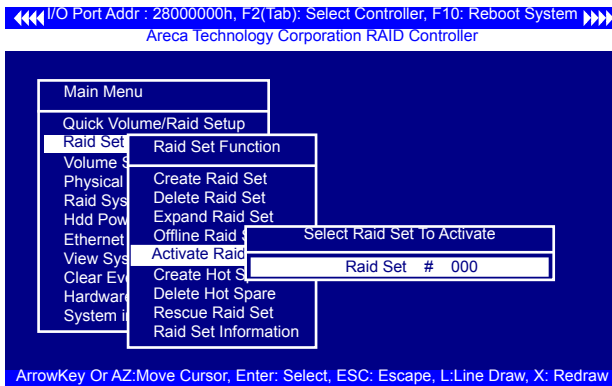 I/O Port Addr : 28000000h, F2(Tab): Select Controller, F10: Reboot System
Areca Technology Corporation RAID Controller
Main Menu
Quick Volume/Raid Setup
Raid Set
Volume S
Physical
Raid Sys
Hdd Pow
Ethernet
View Sys
Clear Ev
Hardware
System i
Raid Set Function
Create Raid Set
Delete Raid Set
Expand Raid Set
Offline Raid S
Activate Raid
Create Hot Sp
Delete Hot Spare
Rescue Raid Set
Raid Set Information
Select Raid Set To Activate
Raid Set # 000
ArrowKey Or AZ:Move Cursor, Enter: Select, ESC: Escape, L:Line Draw, X: Redraw